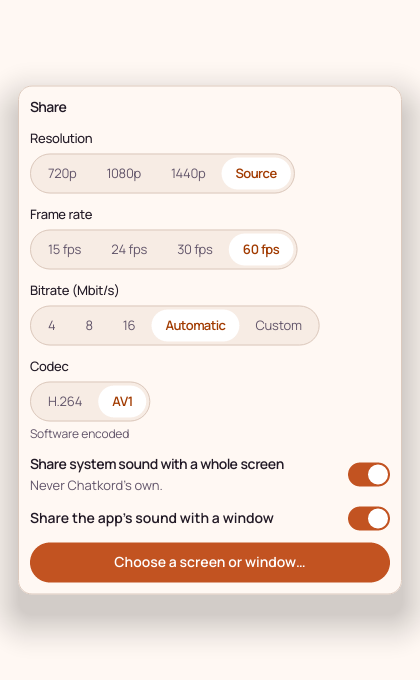 Share
Resolution
720p 1080p 1440p Source
Frame rate
15 fps 24 fps 30 fps 60 fps
Bitrate (Mbit/s)
4 8 16 Automatic Custom
Codec
H.264 AV1
Software encoded
Share system sound with a whole screen
Never Chatkord’s own.
Share the app’s sound with a window
Choose a screen or window…